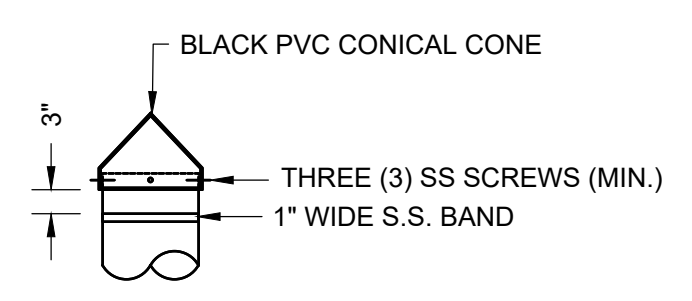 BLACK PVC CONICAL CONE
3"
THREE (3) SS SCREWS (MIN.)
1" WIDE S.S. BAND